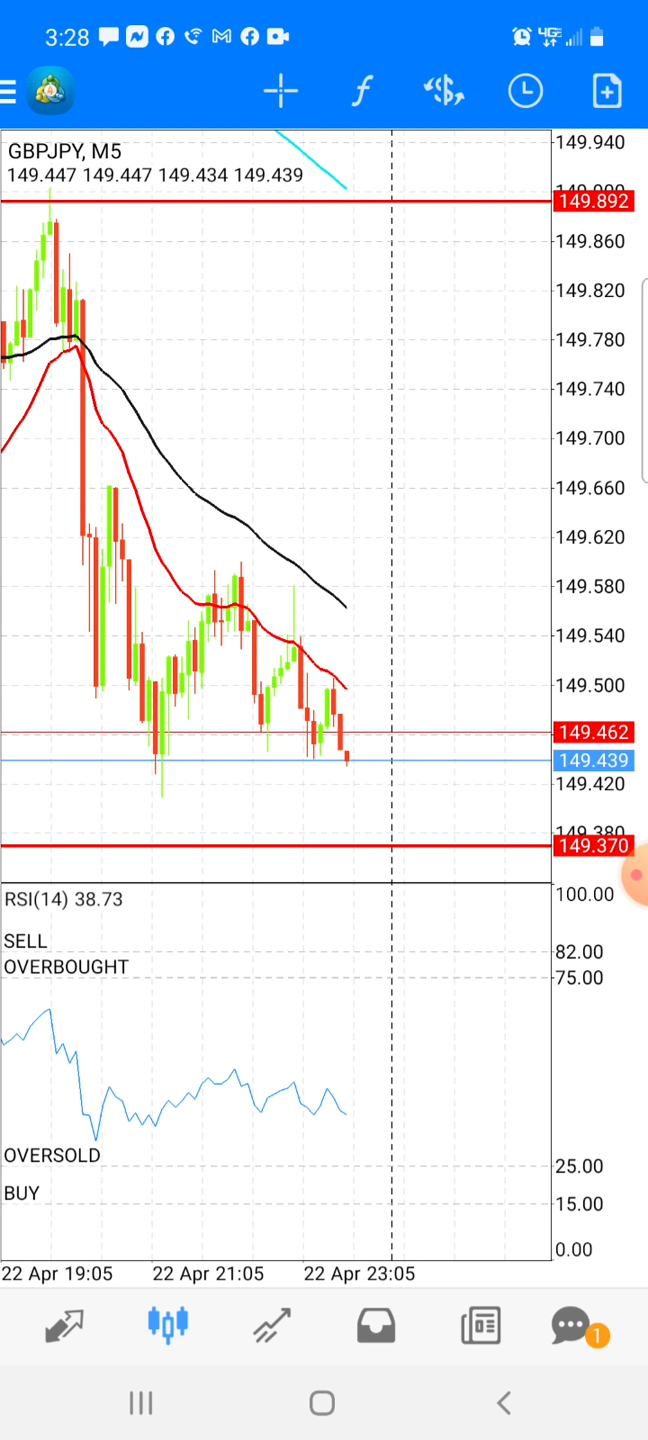 3:28
4GE
GBPJPY, M5
149.447 149.447 149.434 149.439
149.940
149.892
149.860
149.820
149.780
149.740
149.700
149.660
149.620
149.580
149.540
149.500
149.462
149.439
149.420
149.380
149.370
RSI(14) 38.73
100.00
SELL
82.00
OVERBOUGHT
75.00
OVERSOLD
25.00
BUY
15.00
0.00
22 Apr 19:05 22 Apr 21:05 22 Apr 23:05
1